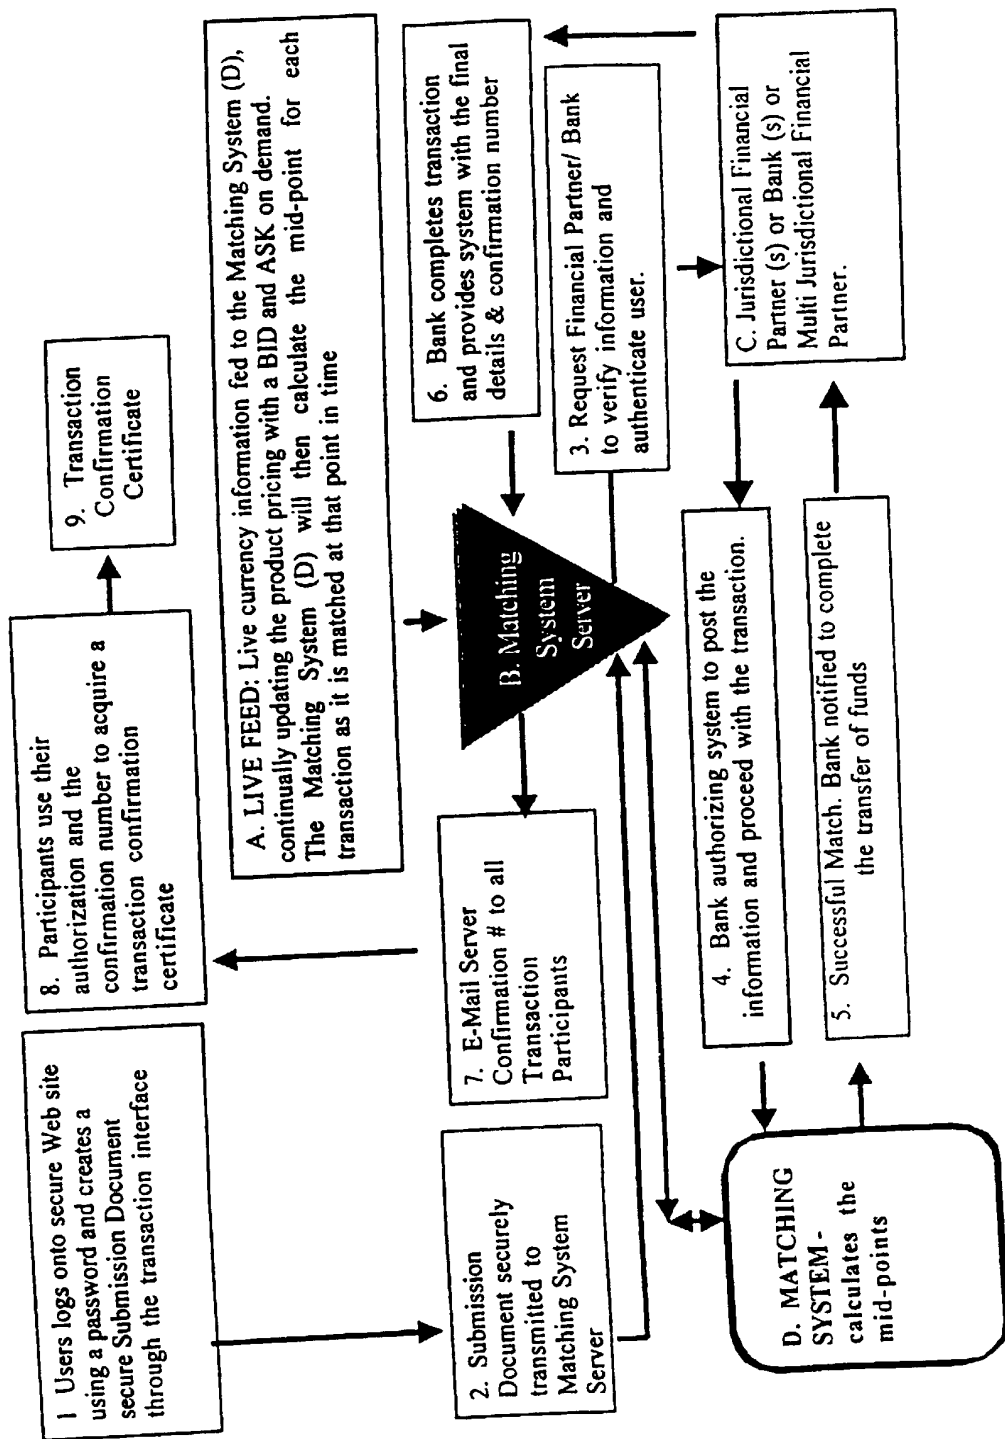 1 Users logs onto secure Web site
using a password and creates a
secure Submission Document
through the transaction interface
8. Participants use their
authorization and the
confirmation number to acquire a
transaction confirmation
certificate
9. Transaction
Confirmation
Certificate
A. LIVE FEED: Live currency information fed to the Matching System (D),
continually updating the product pricing with a BID and ASK on demand.
The Matching System (D) will then calculate the mid-point for each
transaction as it is matched at that point in time
2. Submission
Document securely
transmitted to
Matching System
Server
7. E-Mail Server
Confirmation # to all
Transaction
Participants
B. Matching
System
Server
6. Bank completes transaction
and provides system with the final
details & confirmation number
3. Request Financial Partner/ Bank
to verify information and
authenticate user.
D. MATCHING
SYSTEM-
calculates the
mid-points
4. Bank authorizing system to post the
information and proceed with the transaction.
5. Successful Match. Bank notified to complete
the transfer of funds
C. Jurisdictional Financial
Partner (s) or Bank (s) or
Multi Jurisdictional Financial
Partner.